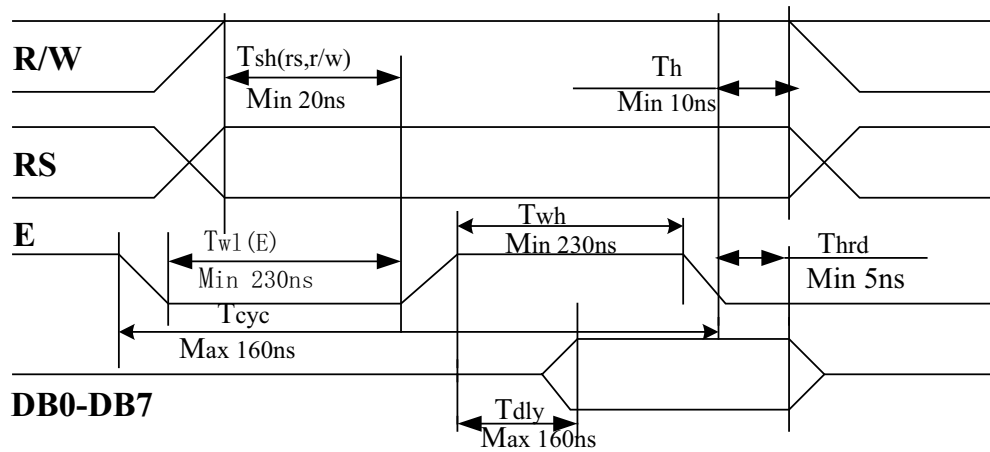 R/W
Tsh(rs,r/w)
Min 20ns
Th
Min 10ns
RS
E
Tw1(E)
Min 230ns
Twh
Min 230ns
Thrd
Min 5ns
Tcyc
Max 160ns
DB0-DB7
Tdly
Max 160ns